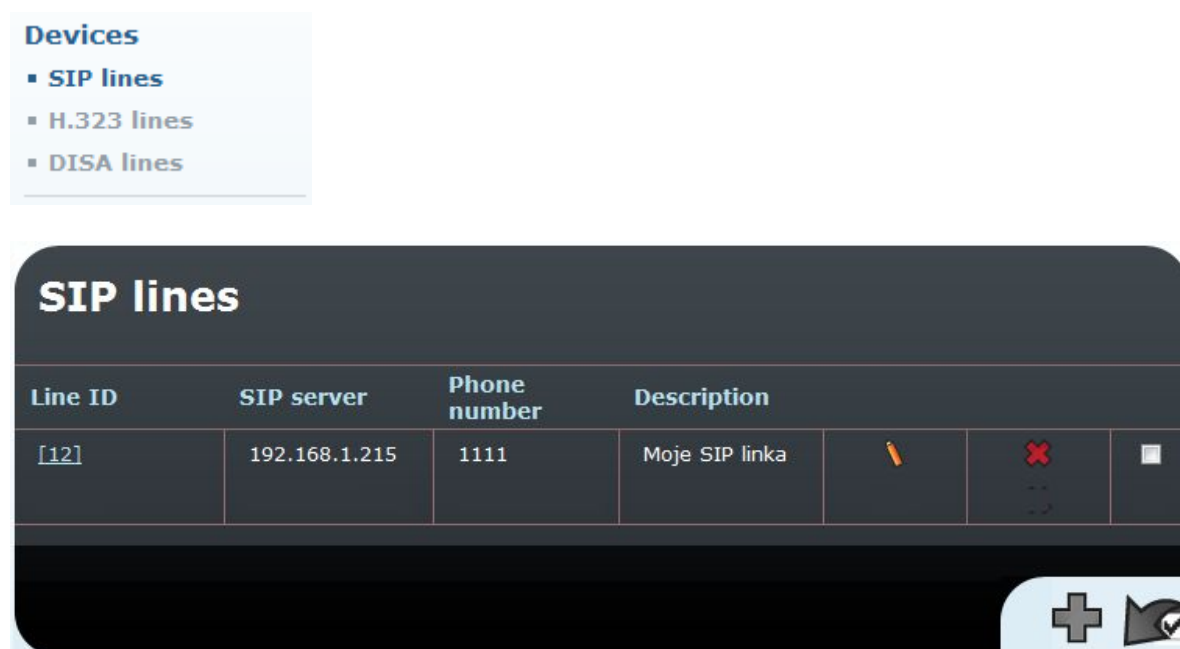 Devices
SIP lines
H.323 lines
DISA lines
SIP lines
Line ID SIP server Phone number Description
[12] 192.168.1.215 1111 Moje SIP linka